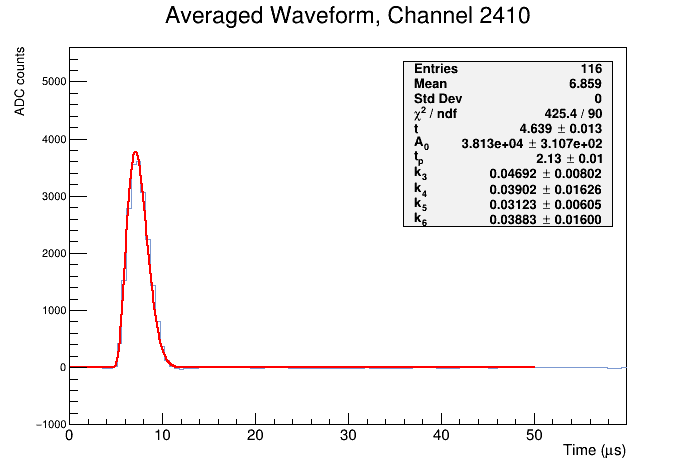 Averaged Waveform, Channel 2410
ADC counts
5000
4000
3000
2000
1000
0
−1000
0 10 20 30 40 50
Time (μs)
Entries 116
Mean 6.859
Std Dev 0
χ² / ndf 425.4 / 90
t 4.639 ± 0.013
A₀ 3.813e+04 ± 3.107e+02
tₚ 2.13 ± 0.01
k₃ 0.04692 ± 0.00802
k₄ 0.03902 ± 0.01626
k₅ 0.03123 ± 0.00605
k₆ 0.03883 ± 0.01600